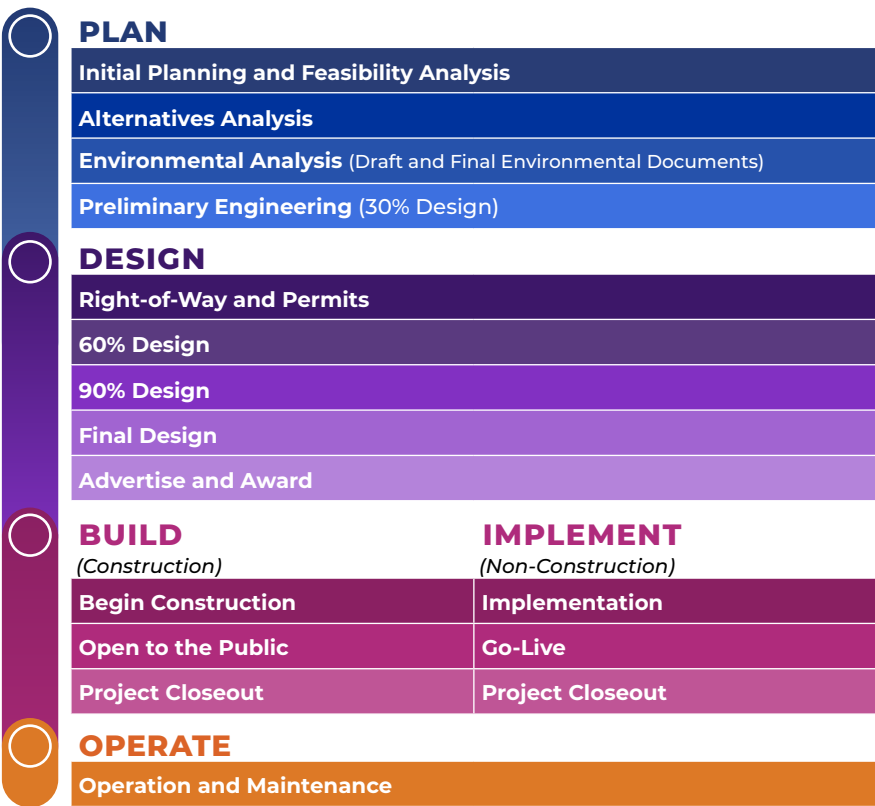 PLAN
Initial Planning and Feasibility Analysis
Alternatives Analysis
Environmental Analysis (Draft and Final Environmental Documents)
Preliminary Engineering (30% Design)
DESIGN
Right-of-Way and Permits
60% Design
90% Design
Final Design
Advertise and Award
BUILD
(Construction)
Begin Construction
Open to the Public
Project Closeout
IMPLEMENT
(Non-Construction)
Implementation
Go-Live
Project Closeout
OPERATE
Operation and Maintenance